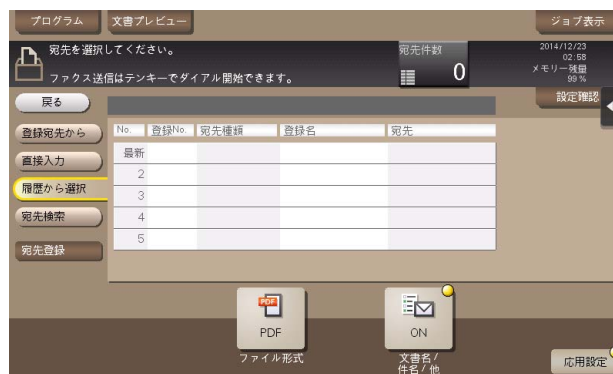 プログラム
文書プレビュー
ジョブ表示
宛先を選択してください。
ファクス送信はテンキーでダイアル開始できます。
宛先件数
0
2014/12/23
02:58
メモリー残量
99 %
戻る
設定確認
登録宛先から
直接入力
履歴から選択
宛先検索
宛先登録
No. 登録No. 宛先種類 登録名 宛先
最新
2
3
4
5
PDF
PDF
ファイル形式
ON
文書名/
件名/他
応用設定